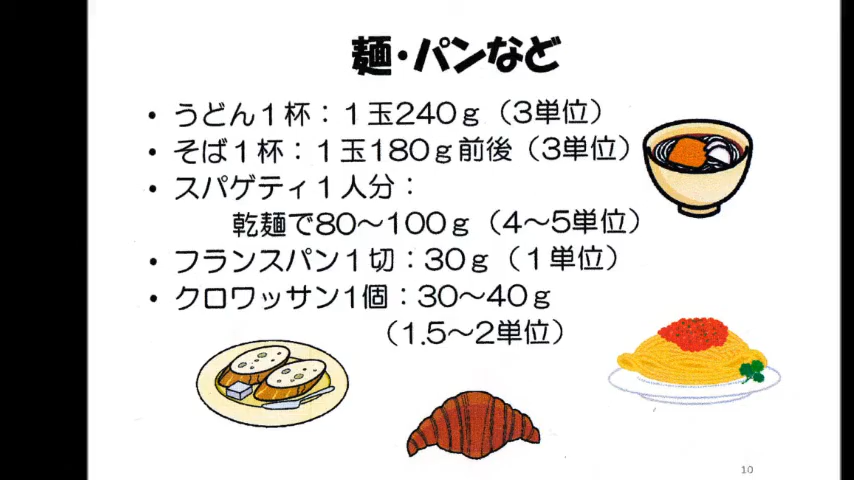 麺・パンなど
• うどん１杯：１玉240ｇ（3単位）
• そば１杯：１玉180ｇ前後（3単位）
• スパゲティ１人分：
乾麺で80～100ｇ（4～5単位）
• フランスパン１切：30ｇ（１単位）
• クロワッサン1個：30～40ｇ
（1.5～2単位）
10